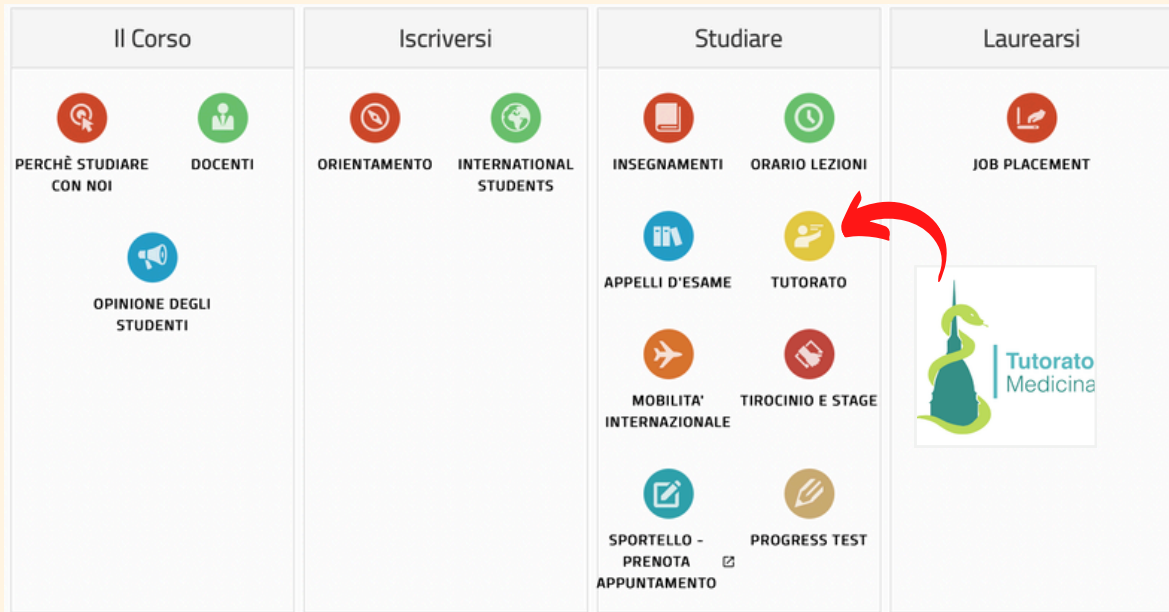 Il Corso
PERCHÈ STUDIARE
CON NOI
DOCENTI
OPINIONE DEGLI
STUDENTI
Iscriversi
ORIENTAMENTO
INTERNATIONAL
STUDENTS
Studiare
INSEGNAMENTI
ORARIO LEZIONI
APPELLI D'ESAME
TUTORATO
MOBILITA'
INTERNAZIONALE
TIROCINIO E STAGE
SPORTELLO -
PRENOTA
APPUNTAMENTO
PROGRESS TEST
Laurearsi
JOB PLACEMENT
Tutorato
Medicina